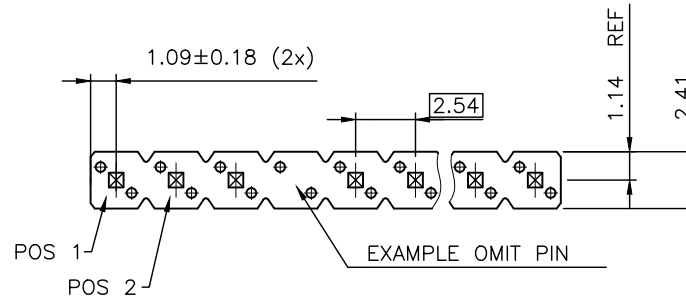 1.09±0.18 (2x)
2.54
1.14 REF
2.41
POS 1
POS 2
EXAMPLE OMIT PIN